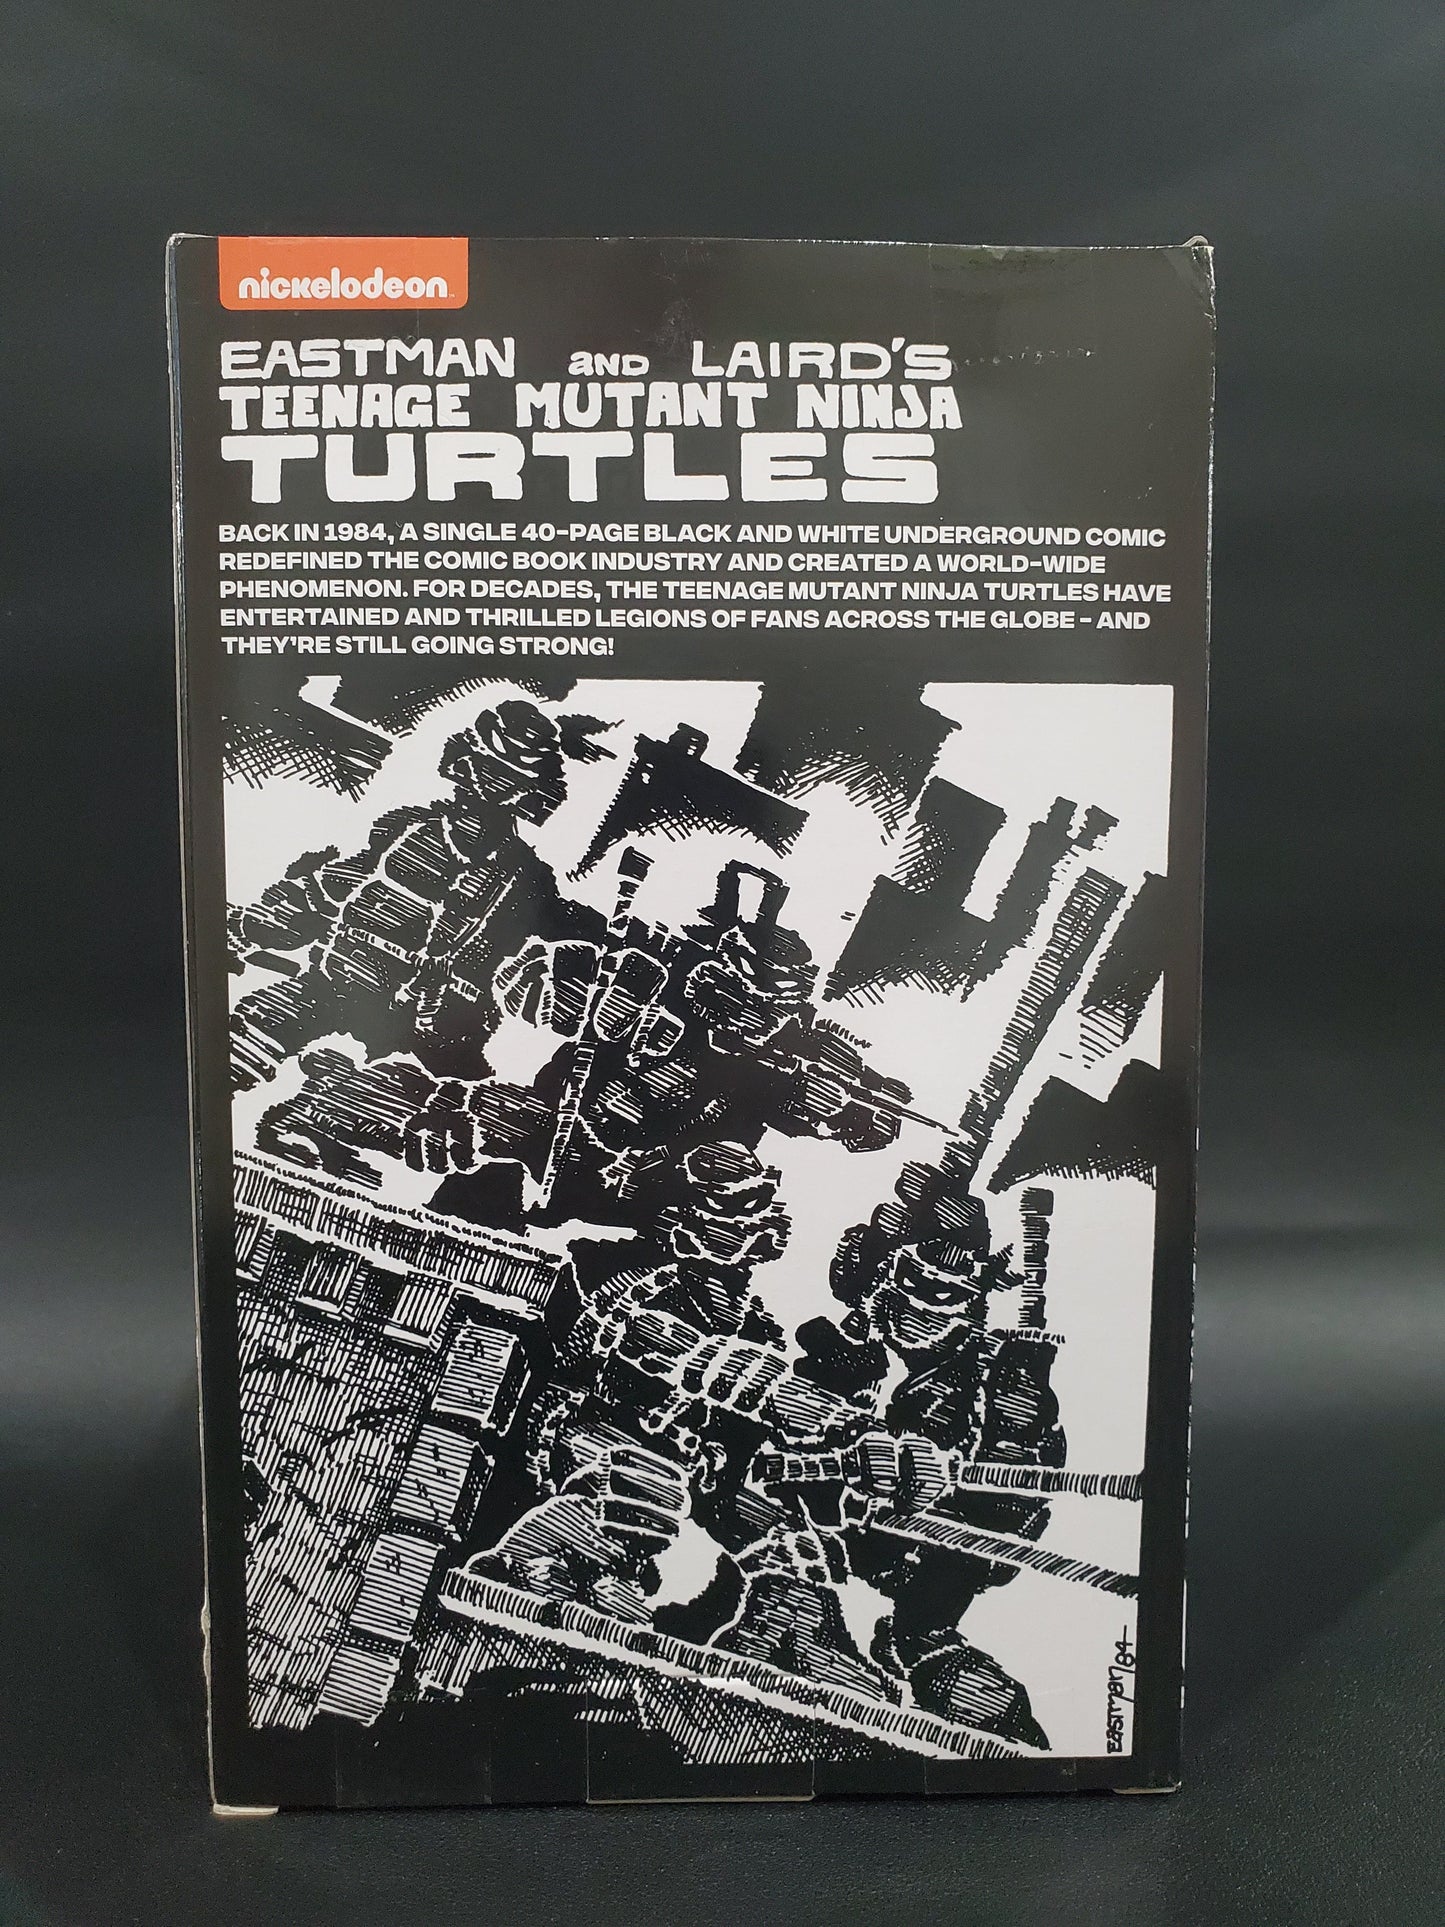 nickelodeon
EASTMAN AND LAIRD'S
TEENAGE MUTANT NINJA
TURTLES
BACK IN 1984, A SINGLE 40-PAGE BLACK AND WHITE UNDERGROUND COMIC
REDEFINED THE COMIC BOOK INDUSTRY AND CREATED A WORLD-WIDE
PHENOMENON. FOR DECADES, THE TEENAGE MUTANT NINJA TURTLES HAVE
ENTERTAINED AND THRILLED LEGIONS OF FANS ACROSS THE GLOBE - AND
THEY'RE STILL GOING STRONG!
EASTMAN 84